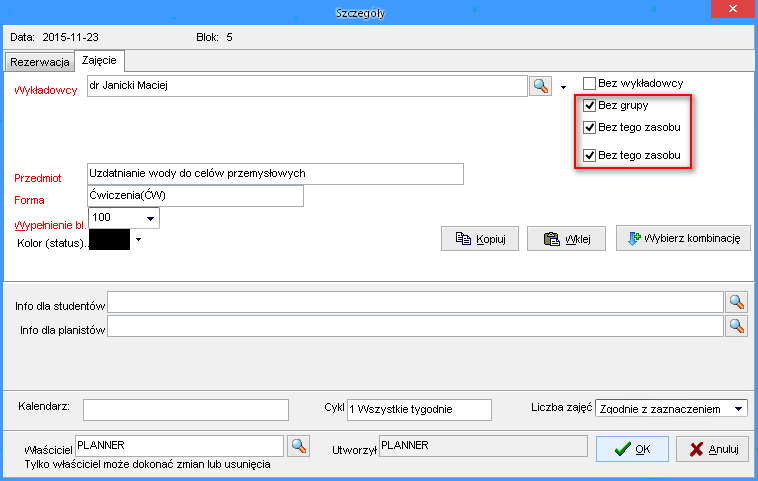 Szczegóły
Data: 2015-11-23 Blok: 5
Rezerwacja Zajęcie
Wykładowcy dr Janicki Maciej Bez wykładowcy
Bez grupy
Bez tego zasobu
Bez tego zasobu
Przedmiot Uzdatnianie wody do celów przemysłowych
Forma Ćwiczenia(ĆW)
Wypełnienie bl. 100
Kolor (status)..
Kopiuj Wklej Wybierz kombinację
Info dla studentów
Info dla planistów
Kalendarz: Cykl 1 Wszystkie tygodnie Liczba zajęć Zgodnie z zaznaczeniem
Właściciel PLANNER Utworzył PLANNER OK Anuluj
Tylko właściciel może dokonać zmian lub usunięcia